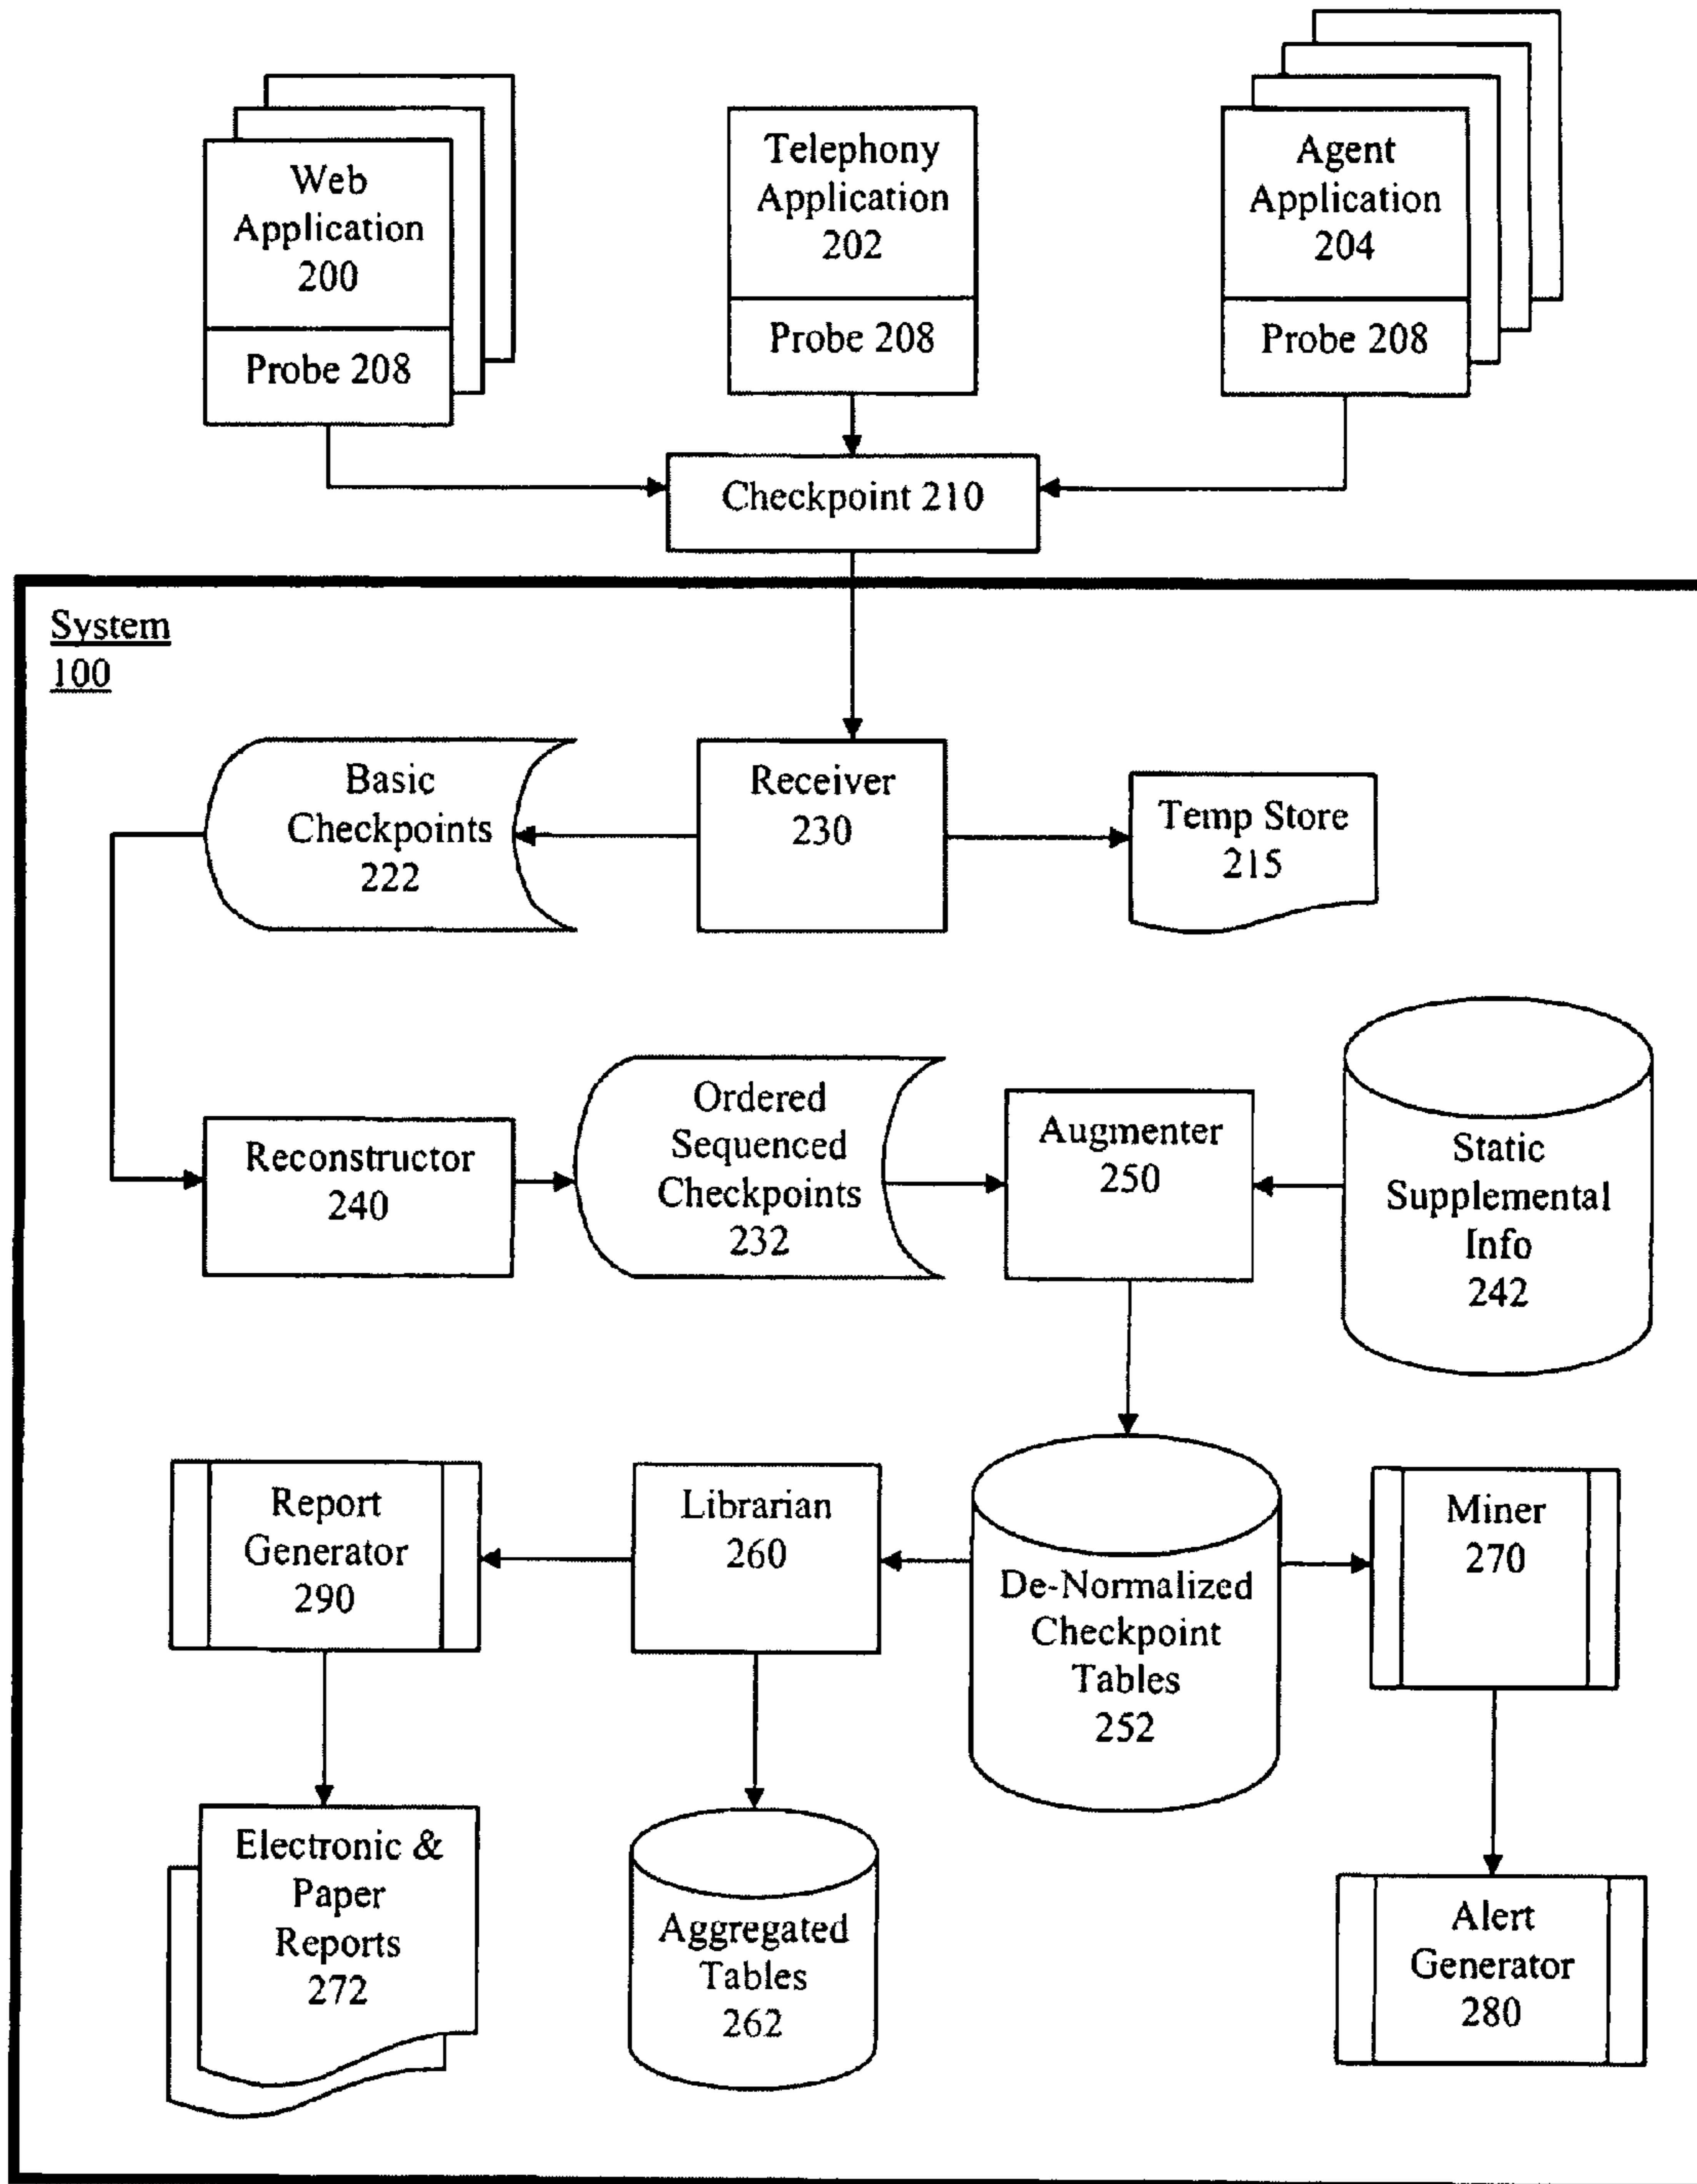 Web
Application
200
Probe 208
Telephony
Application
202
Probe 208
Agent
Application
204
Probe 208
Checkpoint 210
System
100
Basic
Checkpoints
222
Receiver
230
Temp Store
215
Reconstructor
240
Ordered
Sequenced
Checkpoints
232
Augmenter
250
Static
Supplemental
Info
242
Report
Generator
290
Librarian
260
De-Normalized
Checkpoint
Tables
252
Miner
270
Electronic &
Paper
Reports
272
Aggregated
Tables
262
Alert
Generator
280